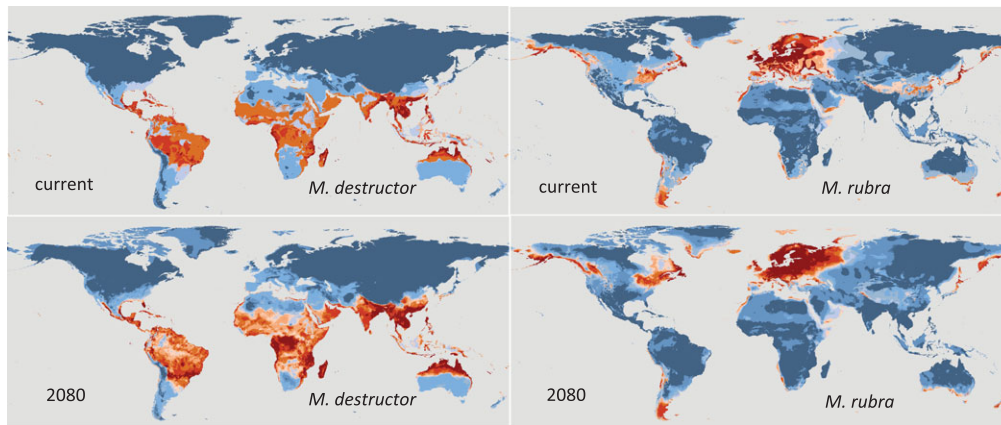 current
M. destructor
current
M. rubra
2080
M. destructor
2080
M. rubra